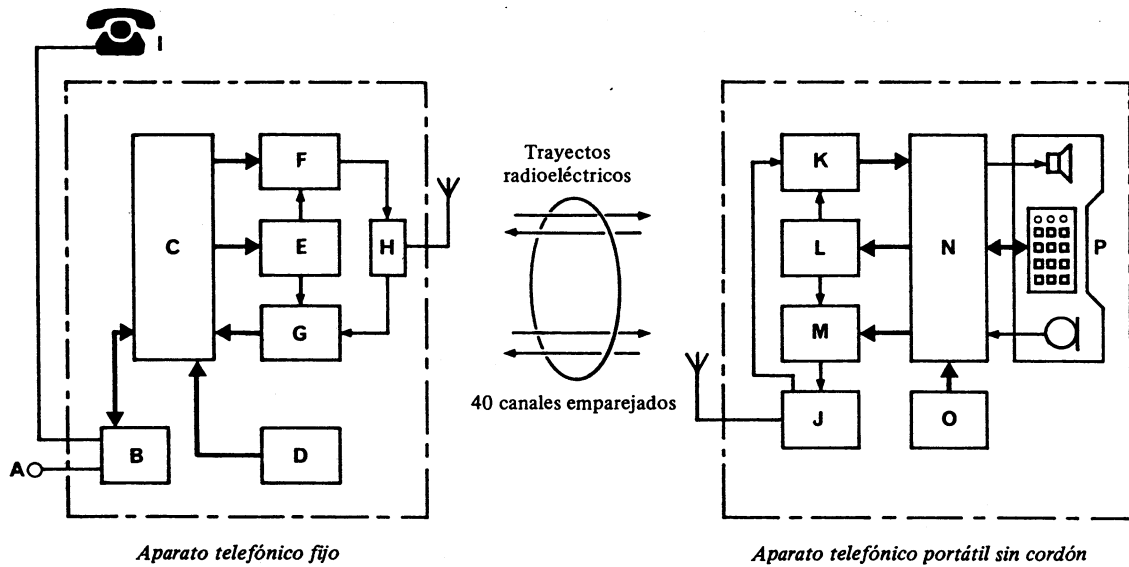 I
F
K
C
E
H
L
N
P
G
M
Trayectos
radioeléctricos
40 canales emparejados
J
O
A
B
D
Aparato telefónico fijo
Aparato telefónico portátil sin cordón